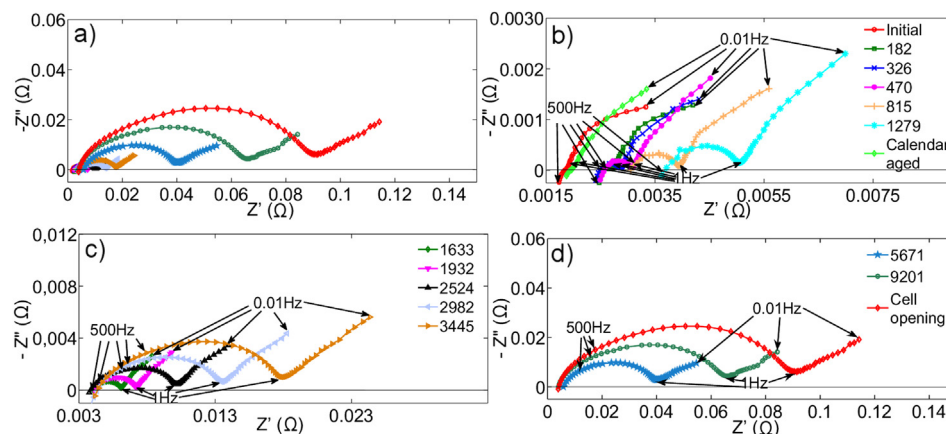 a)
0.06
0.04
0.02
0
-Z'' (Ω)
0 0.02 0.04 0.06 0.08 0.1 0.12 0.14
Z' (Ω)
b)
0.0030
0.002
0.001
0
- Z'' (Ω)
0.01Hz
500Hz
1Hz
0.0015 0.0035 0.0055 0.0075
Z' (Ω)
Initial
182
326
470
815
1279
Calendar
aged
c)
0,012
0.008
0.004
0
- Z'' (Ω)
0.01Hz
500Hz
1Hz
0.003 0.013 0.023
Z' (Ω)
1633
1932
2524
2982
3445
d)
0.06
0.04
0.02
0
- Z'' (Ω)
0.01Hz
500Hz
1Hz
0 0.02 0.04 0.06 0.08 0.1 0.12 0.14
Z' (Ω)
5671
9201
Cell
opening